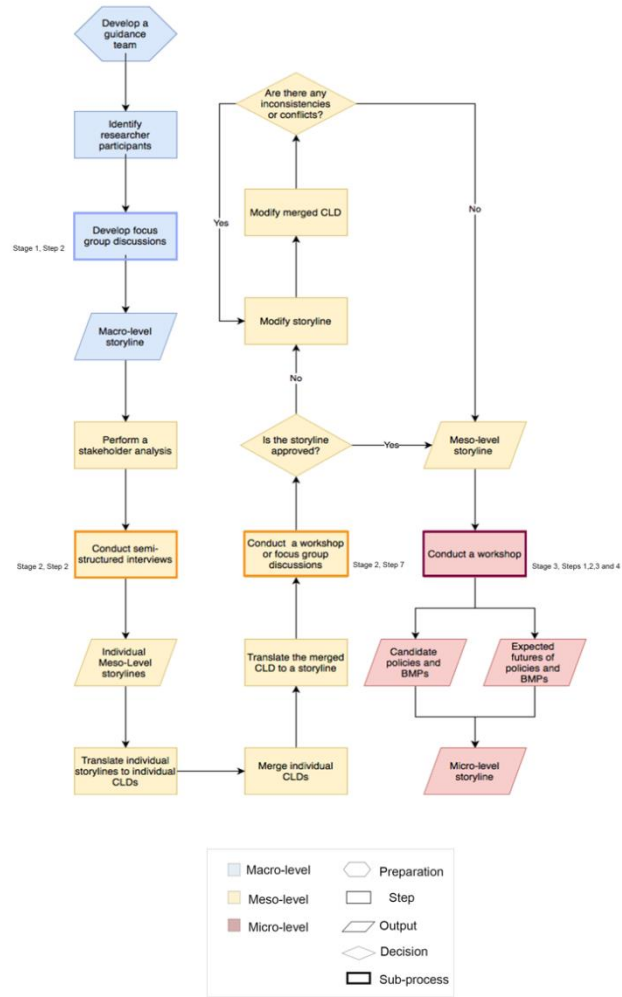 Develop a
guidance
team
Identify
researcher
participants
Develop focus
group discussions
Stage 1, Step 2
Macro-level
storyline
Perform a
stakeholder analysis
Conduct semi-
structured interviews
Stage 2, Step 2
Individual
Meso-Level
storylines
Translate individual
storylines to individual
CLDs
Merge individual
CLDs
Translate the merged
CLD to a storyline
Conduct a workshop
or focus group
discussions
Stage 2, Step 7
Is the storyline
approved?
No
Yes
Modify storyline
Modify merged CLD
Are there any
inconsistencies
or conflicts?
Yes
No
Meso-level
storyline
Conduct a workshop
Stage 3, Steps 1,2,3 and 4
Candidate
policies and
BMPs
Expected
futures of
policies and
BMPs
Micro-level
storyline
Macro-level
Meso-level
Micro-level
Preparation
Step
Output
Decision
Sub-process